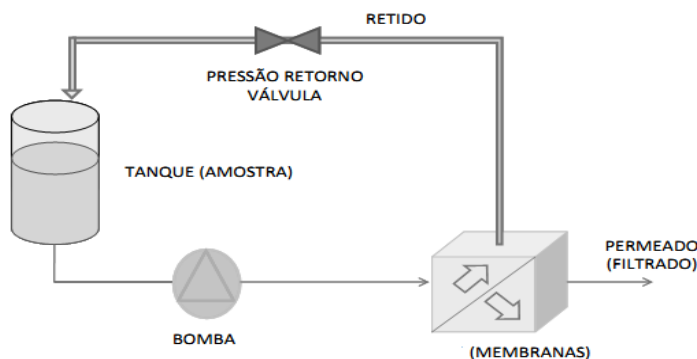 RETIDO
PRESSÃO RETORNO
VÁLVULA
TANQUE (AMOSTRA)
PERMEADO
(FILTRADO)
BOMBA
(MEMBRANAS)